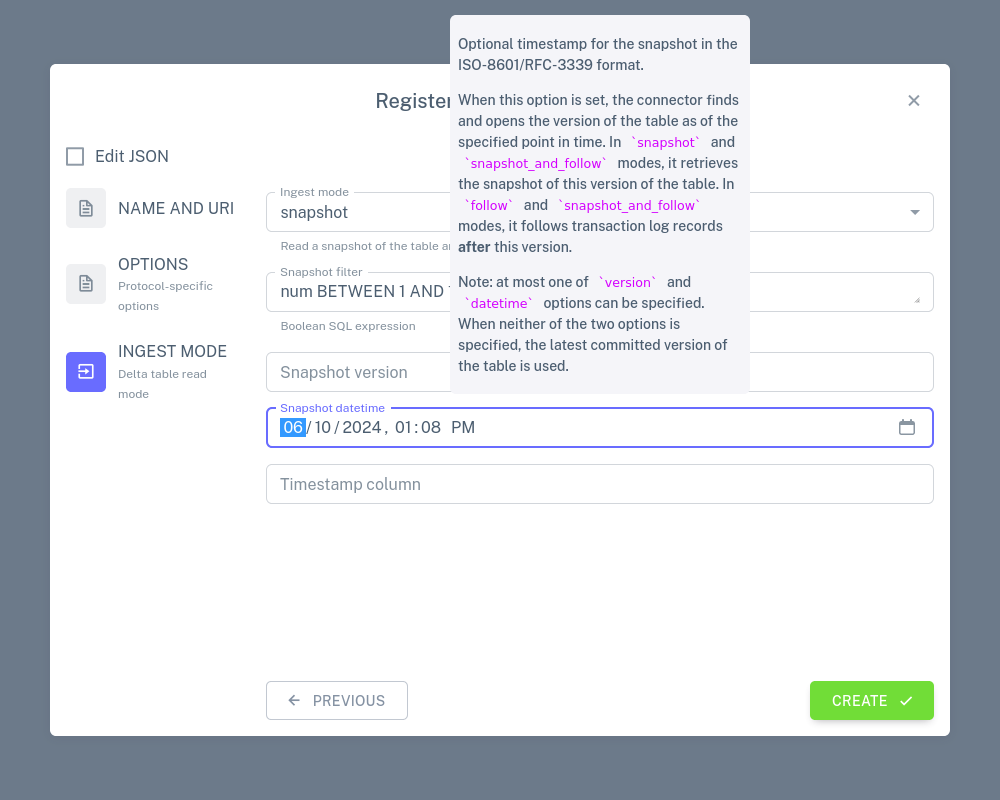 Optional timestamp for the snapshot in the
ISO-8601/RFC-3339 format.
When this option is set, the connector finds
and opens the version of the table as of the
specified point in time. In `snapshot` and
`snapshot_and_follow` modes, it retrieves
the snapshot of this version of the table. In
`follow` and `snapshot_and_follow`
modes, it follows transaction log records
after this version.
Note: at most one of `version` and
`datetime` options can be specified.
When neither of the two options is
specified, the latest committed version of
the table is used.
Register
Edit JSON
NAME AND URI
OPTIONS
Protocol-specific
options
INGEST MODE
Delta table read
mode
Ingest mode
snapshot
Read a snapshot of the table
Snapshot filter
num BETWEEN 1 AND
Boolean SQL expression
Snapshot version
Snapshot datetime
06/10/2024, 01:08 PM
Timestamp column
PREVIOUS
CREATE